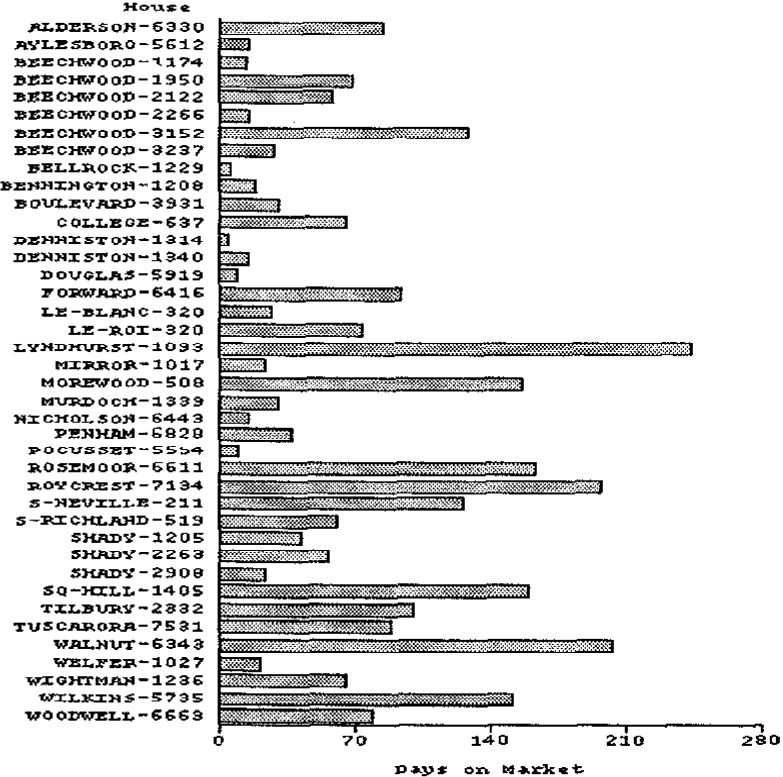 House
ALDERSON-6330
AYLESBORO-5612
BEECHWOOD-1174
BEECHWOOD-1950
BEECHWOOD-2122
BEECHWOOD-2266
BEECHWOOD-3152
BEECHWOOD-3237
BELLROCK-1229
BENNINGTON-1208
BOULEVARD-3931
COLLEGE-637
DENNISTON-1314
DENNISTON-1340
DOUGLAS-5919
FORWARD-6416
LE-BLANC-320
LE-ROI-320
LYNDHURST-1093
MIRROR-1017
MOREWOOD-508
MURDOCH-1339
NICHOLSON-6443
PENHAM-6828
POCUSSET-5554
ROSEMOOR-6611
ROYCREST-7134
S-NEVILLE-211
S-RICHLAND-519
SHADY-1205
SHADY-2263
SHADY-2908
SQ-HILL-1405
TILBURY-2332
TUSCARORA-7531
WALNUT-6343
WELFER-1027
WIGHTMAN-1236
WILKINS-5735
WOODWELL-6663
0 70 140 210 280
Days on Market